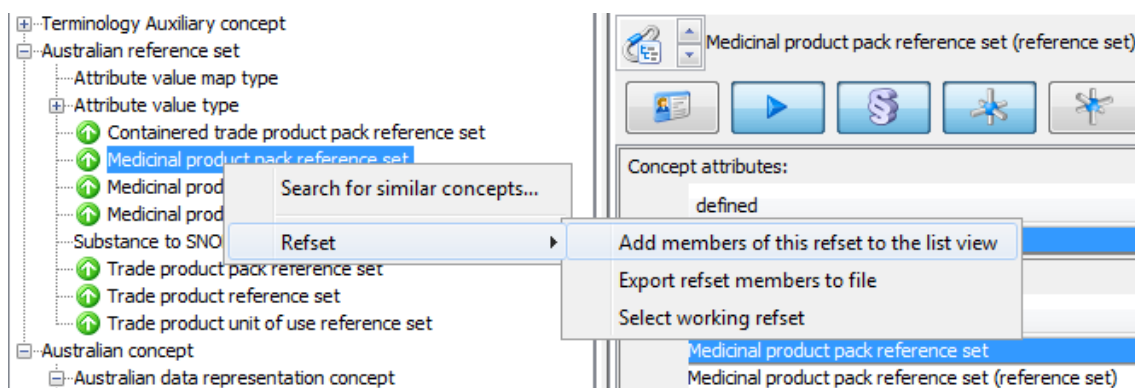 Terminology Auxiliary concept
Australian reference set
Attribute value map type
Attribute value type
Containered trade product pack reference set
Medicinal product pack reference set
Medicinal prod
Medicinal prod
Substance to SNO
Trade product pack reference set
Trade product reference set
Trade product unit of use reference set
Australian concept
Australian data representation concept
Search for similar concepts...
Refset
Add members of this refset to the list view
Export refset members to file
Select working refset
Medicinal product pack reference set (reference set)
Concept attributes:
defined
Medicinal product pack reference set
Medicinal product pack reference set (reference set)